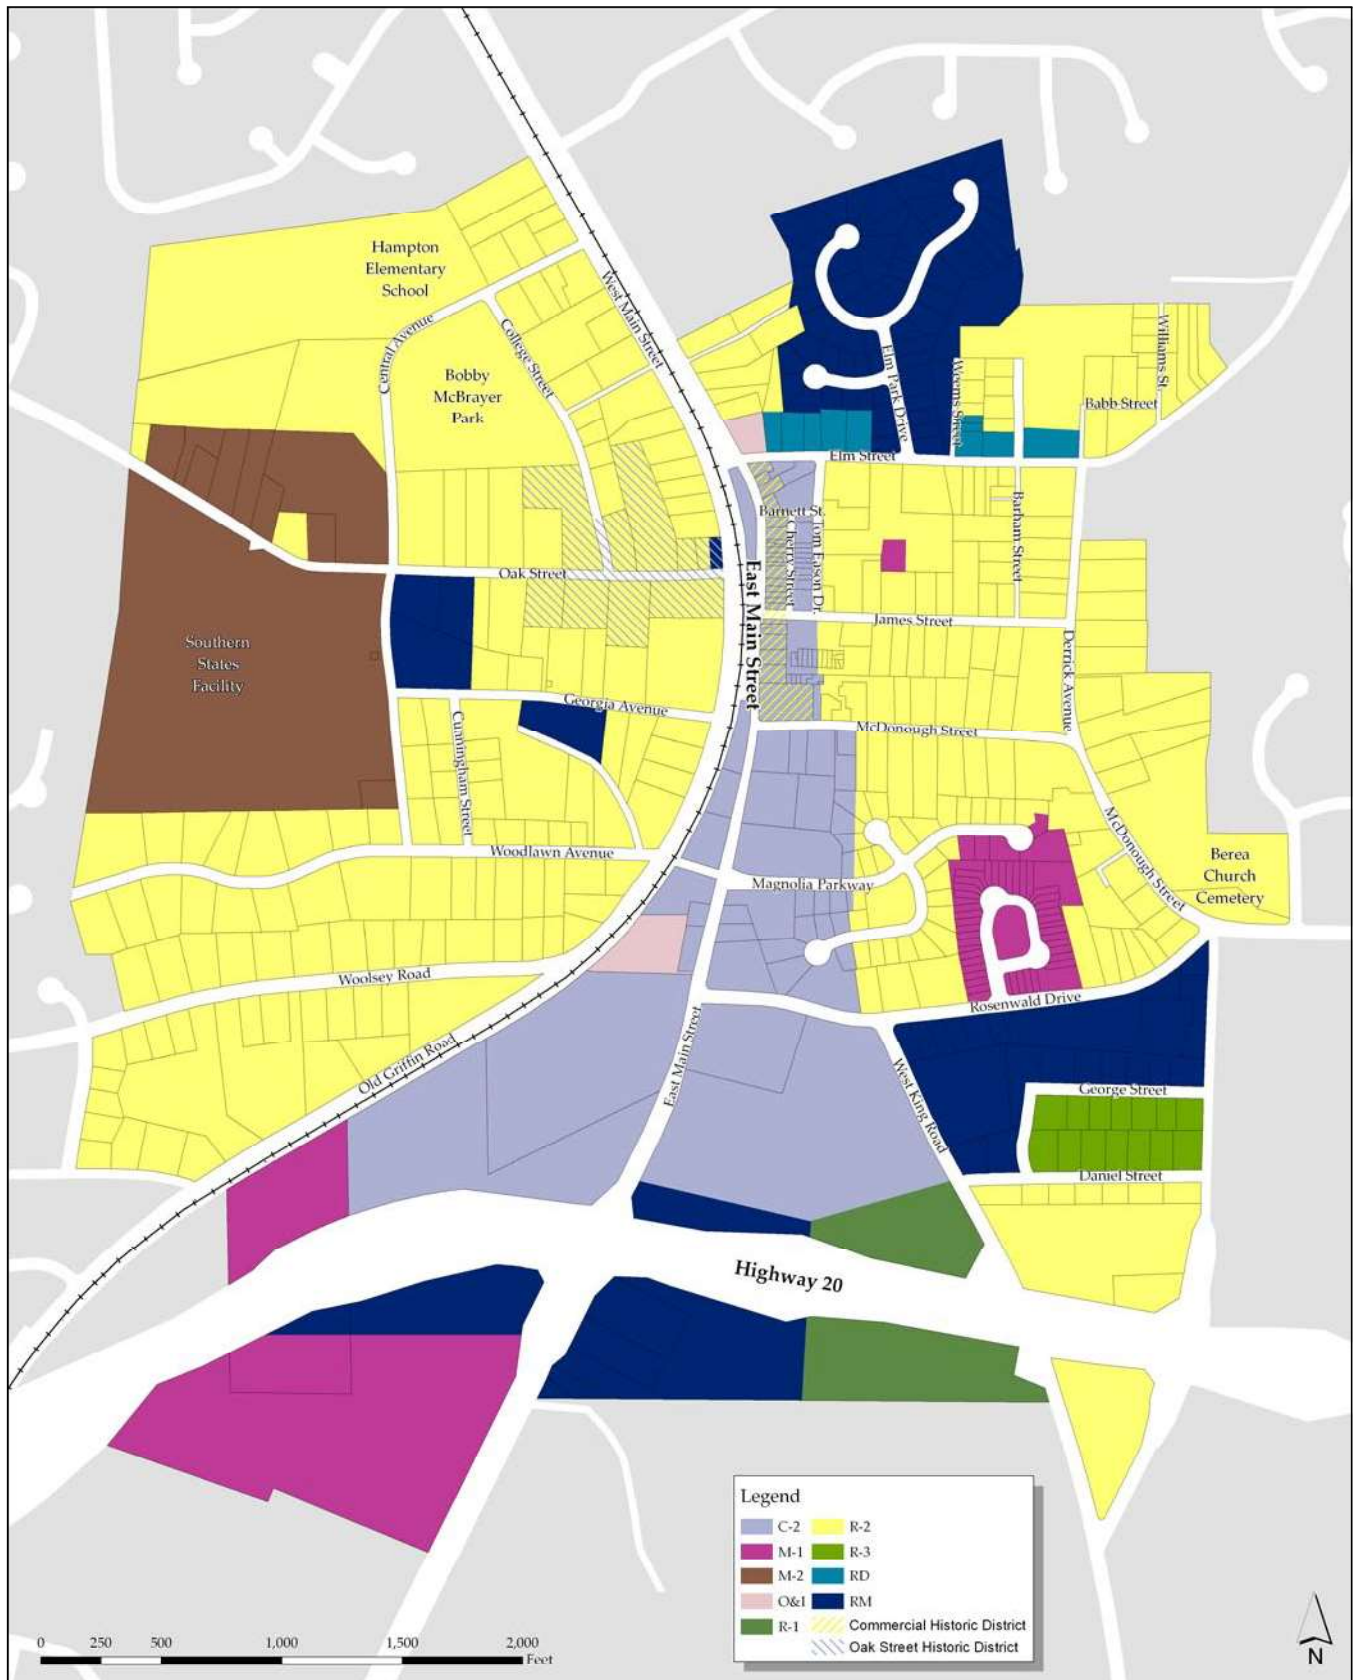 Hampton
Elementary
School
West Main Street
Central Avenue
College Street
Bobby
McBrayer
Park
Elm Park Drive
Weems Street
Williams St.
Babb Street
Elm Street
Barnett St.
Cherry Street
Tom Eason Dr.
Barham Street
East Main Street
Oak Street
James Street
Southern
States
Facility
Derrick Avenue
Georgia Avenue
McDonough Street
Cuaningham Street
McDonough Street
Woodlawn Avenue
Magnolia Parkway
Berea
Church
Cemetery
Woolsey Road
Rosenwald Drive
Old Griffin Road
East Main Street
West King Road
George Street
Daniel Street
Highway 20
Legend
C-2
R-2
M-1
R-3
M-2
RD
O&I
RM
R-1
Commercial Historic District
Oak Street Historic District
0 250 500 1,000 1,500 2,000
Feet
N